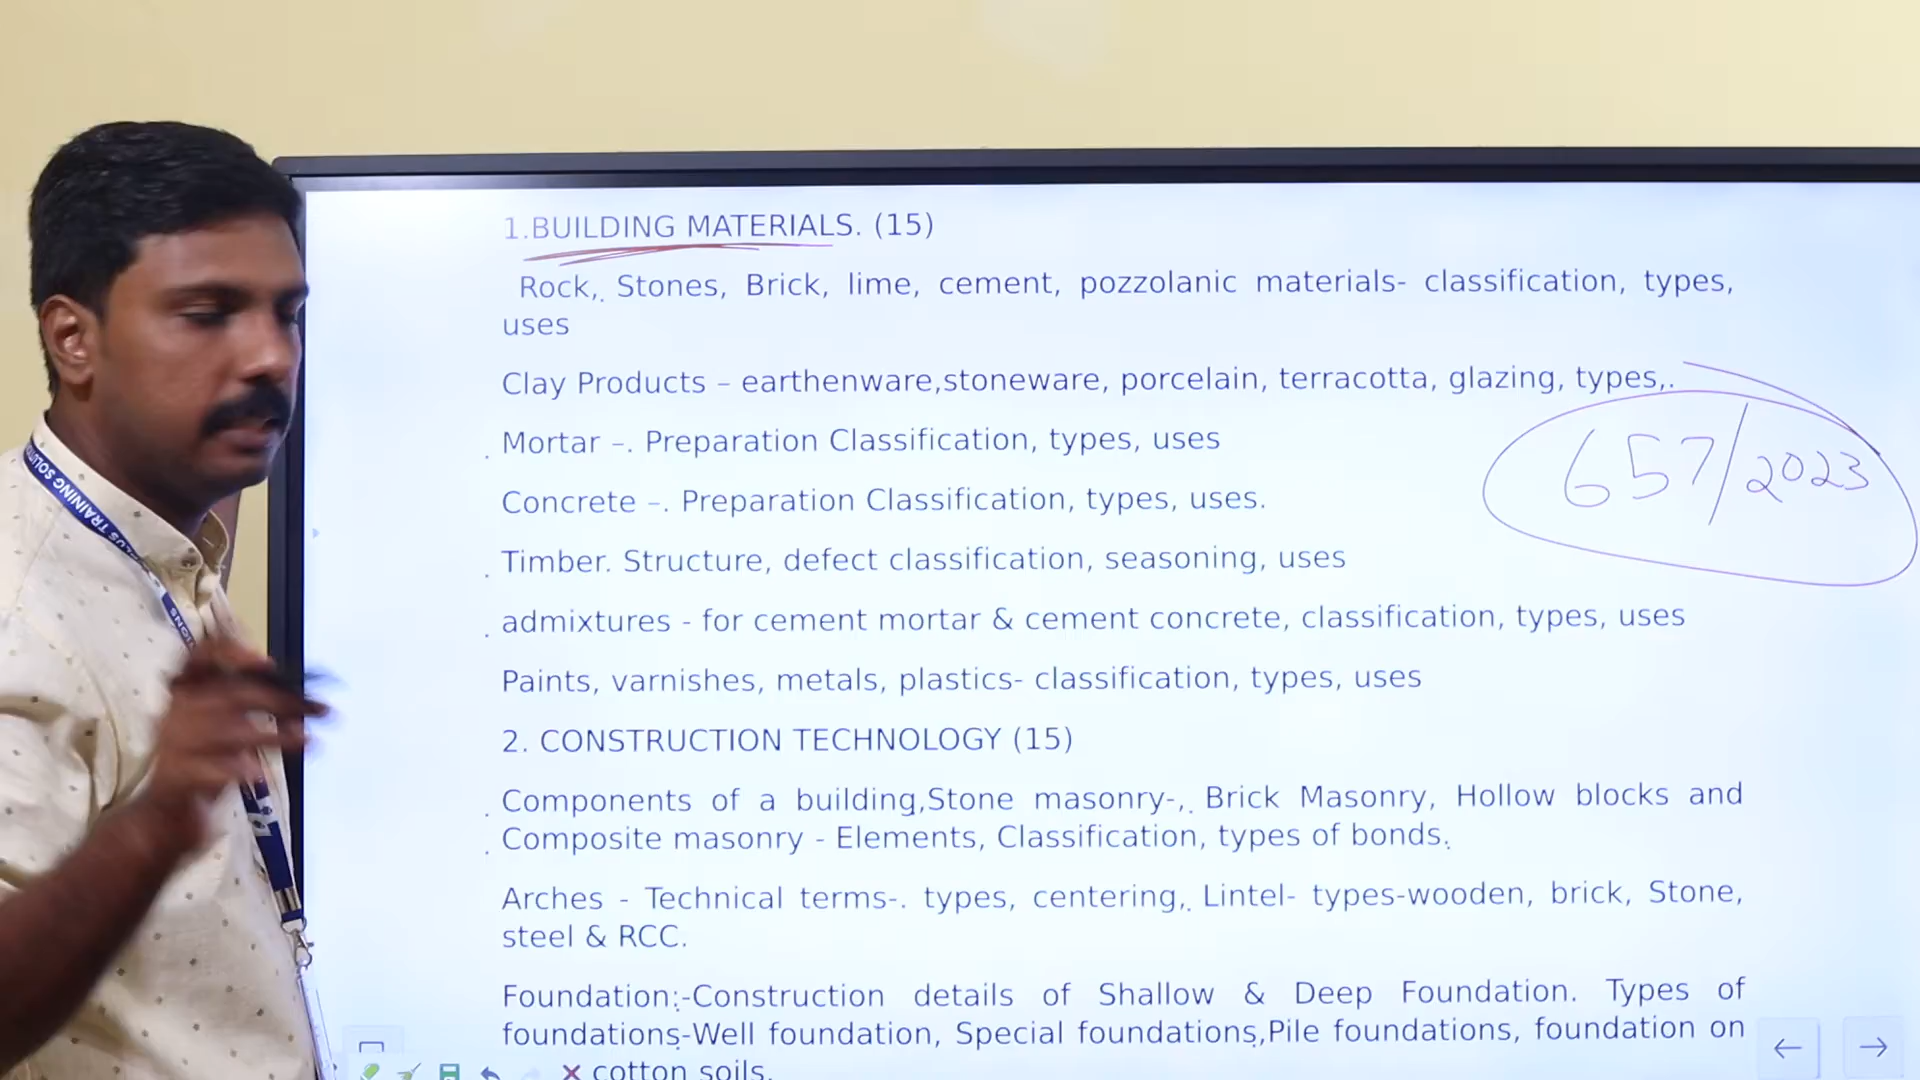 1.BUILDING MATERIALS. (15)
Rock,. Stones, Brick, lime, cement, pozzolanic materials- classification, types,
uses
Clay Products – earthenware,stoneware, porcelain, terracotta, glazing, types,.
657/2023
. Mortar –. Preparation Classification, types, uses
Concrete –. Preparation Classification, types, uses.
. Timber. Structure, defect classification, seasoning, uses
. admixtures - for cement mortar & cement concrete, classification, types, uses
Paints, varnishes, metals, plastics- classification, types, uses
2. CONSTRUCTION TECHNOLOGY (15)
. Components of a building,Stone masonry-,. Brick Masonry, Hollow blocks and
. Composite masonry - Elements, Classification, types of bonds.
Arches - Technical terms-. types, centering,. Lintel- types-wooden, brick, Stone,
steel & RCC.
Foundation:-Construction details of Shallow & Deep Foundation. Types of
foundations-Well foundation, Special foundations,Pile foundations, foundation on
cotton soils.
TRAINING